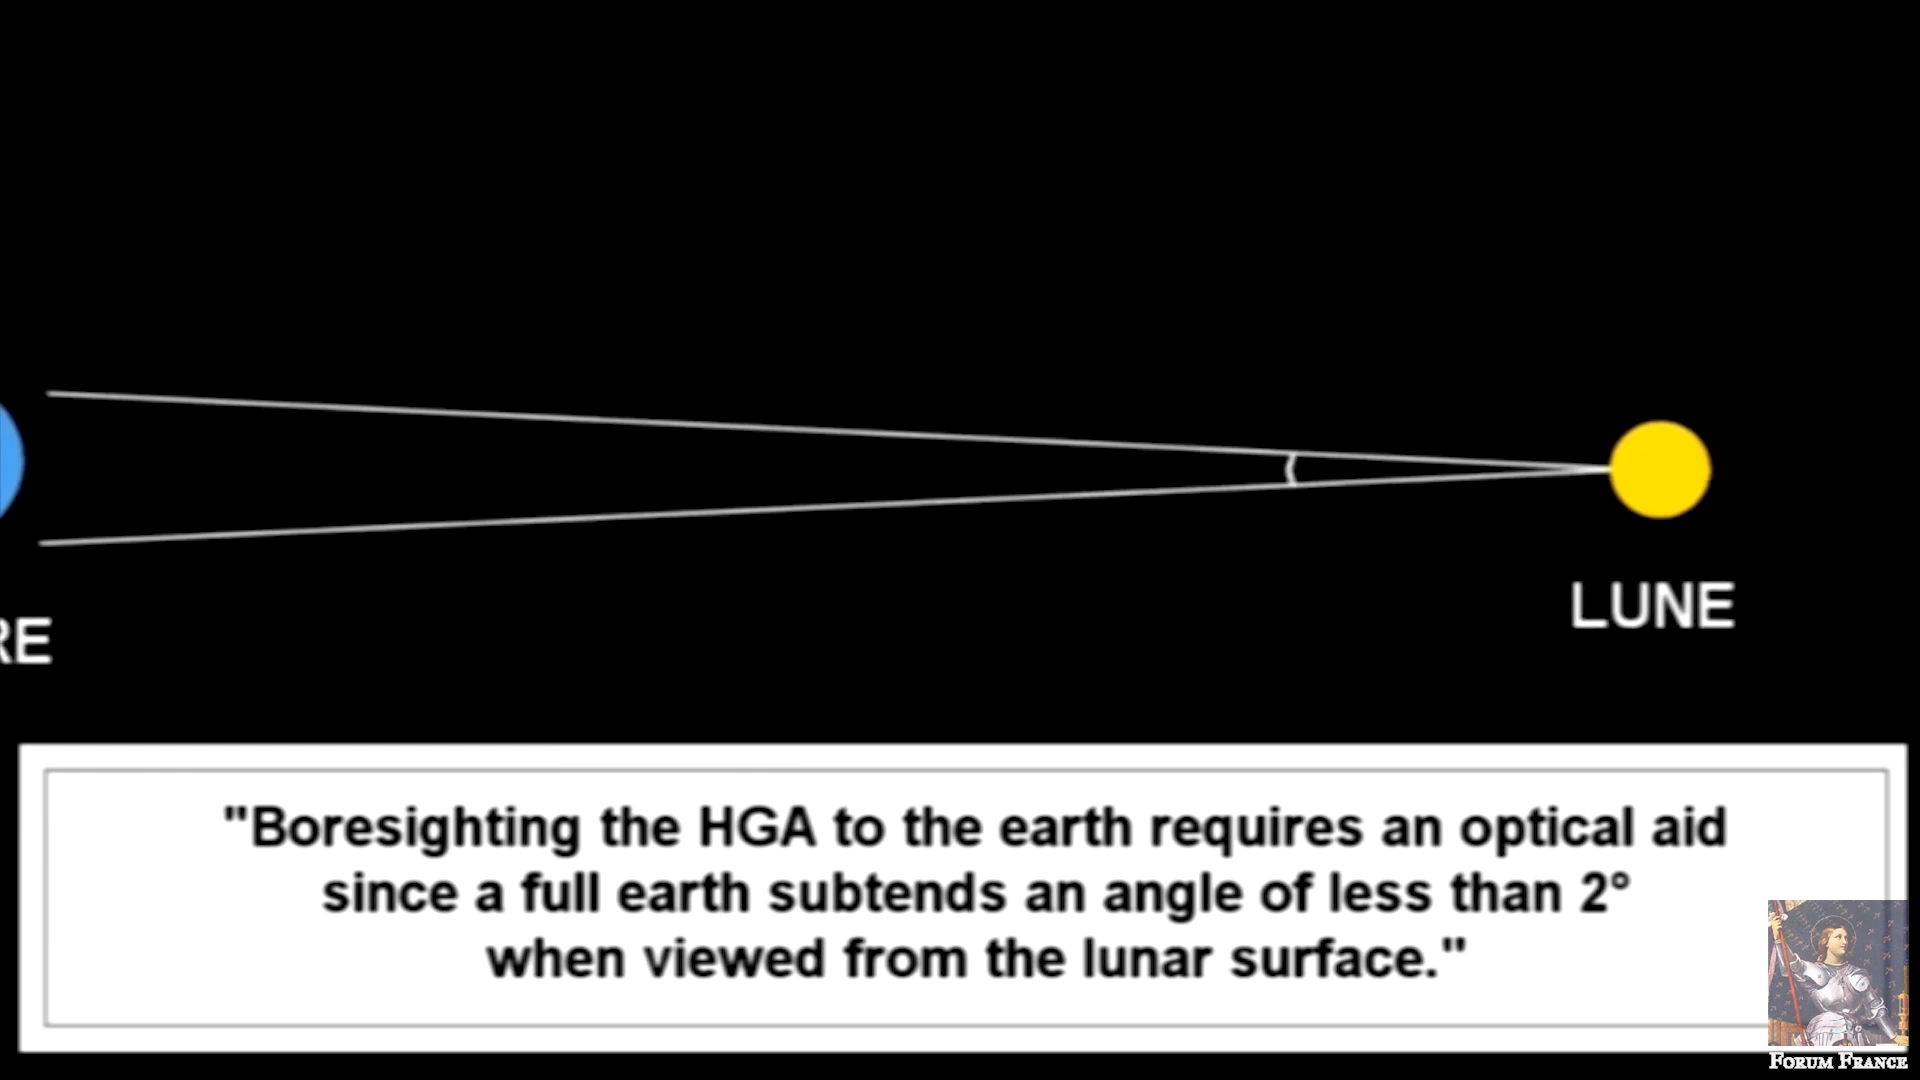 LUNE
RE
"Boresighting the HGA to the earth requires an optical aid
since a full earth subtends an angle of less than 2°
when viewed from the lunar surface."
FORUM FRANCE